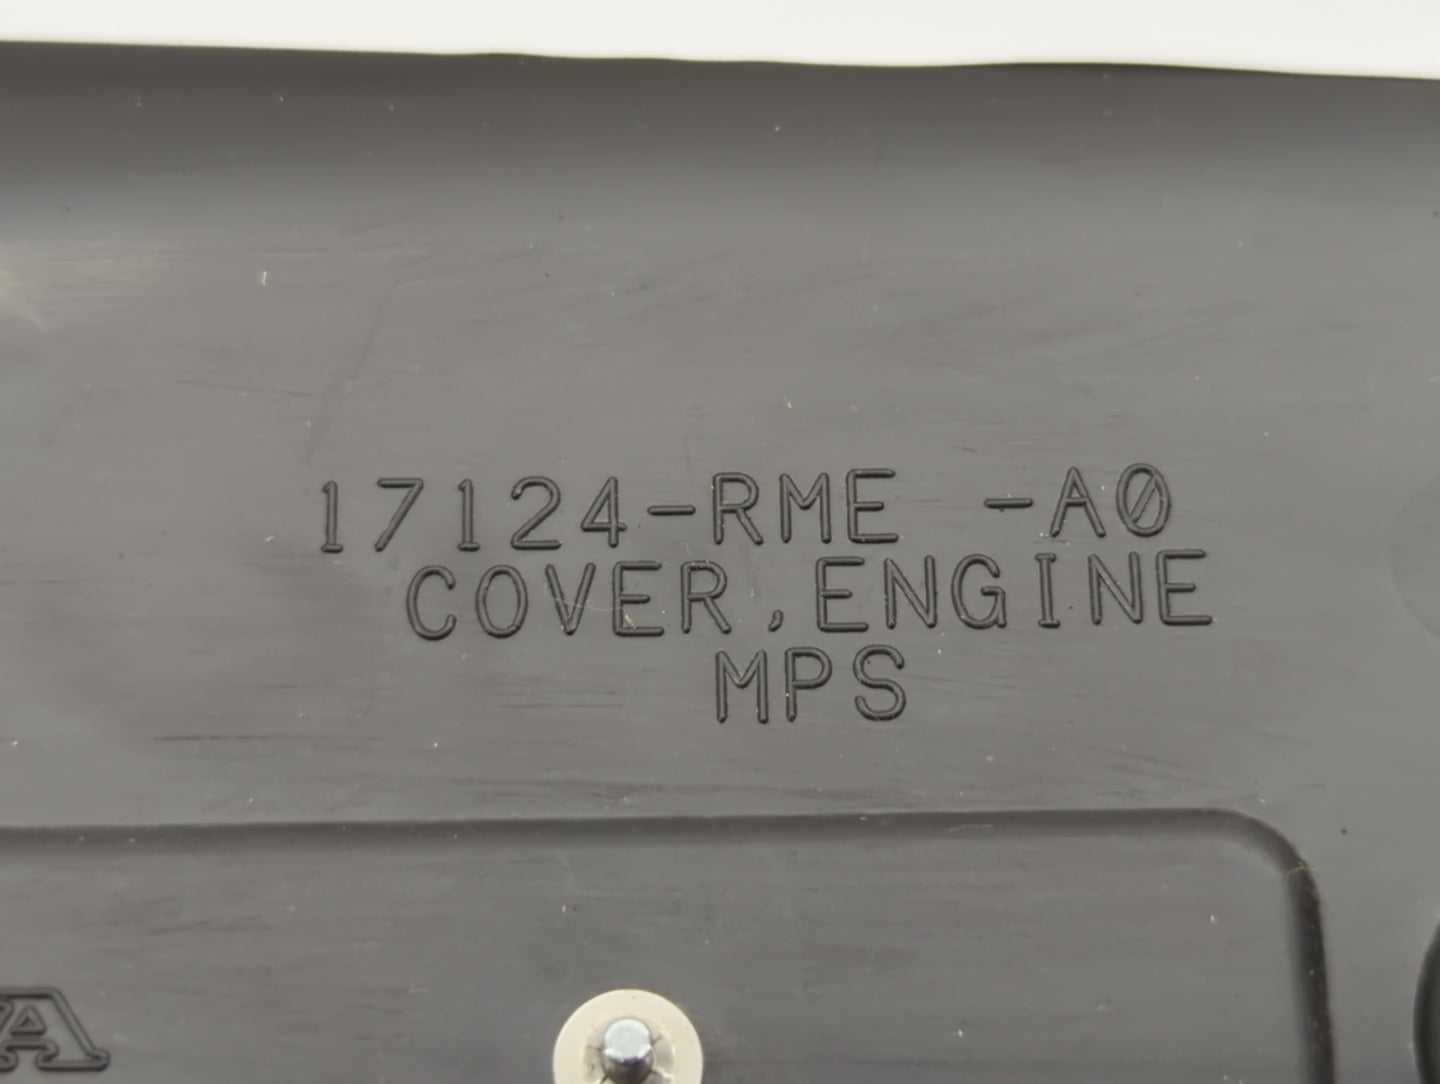 17124-RME -A0
COVER,ENGINE
MPS
A